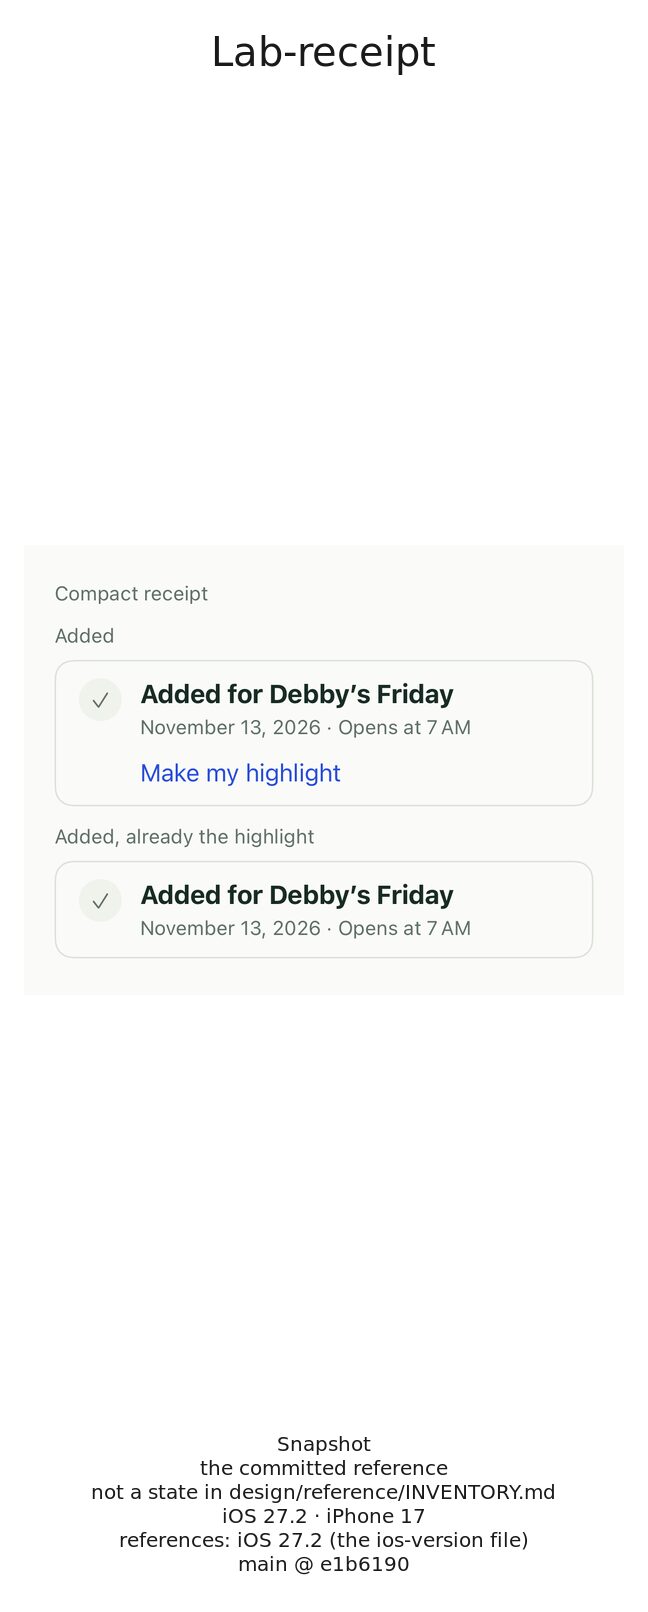 Lab-receipt
Compact receipt
Added
Added for Debby’s Friday
November 13, 2026 · Opens at 7 AM
Make my highlight
Added, already the highlight
Added for Debby’s Friday
November 13, 2026 · Opens at 7 AM
Snapshot
the committed reference
not a state in design/reference/INVENTORY.md
iOS 27.2 · iPhone 17
references: iOS 27.2 (the ios-version file)
main @ e1b6190